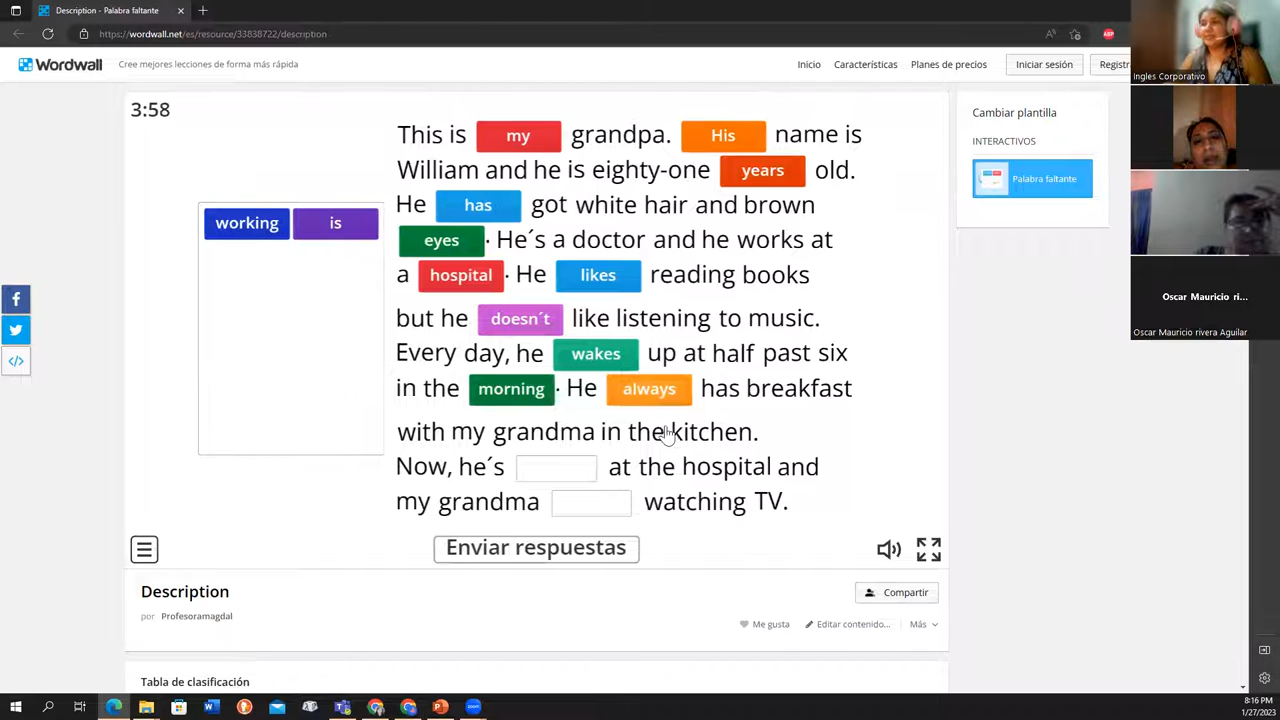 Description - Palabra faltante
https://wordwall.net/es/resource/33838722/description
ABP
Wordwall
Cree mejores lecciones de forma más rápida
Inicio
Características
Planes de precios
Iniciar sesión
Ingles Corporativo
3:58
Cambiar plantilla
INTERACTIVOS
Palabra faltante
working
is
This is my grandpa. His name is
William and he is eighty-one years old.
He has got white hair and brown
eyes. He´s a doctor and he works at
a hospital. He likes reading books
but he doesn´t like listening to music.
Every day, he wakes up at half past six
in the morning. He always has breakfast
with my grandma in the kitchen.
Now, he´s at the hospital and
my grandma watching TV.
Oscar Mauricio ri...
Oscar Mauricio rivera Aguilar
Enviar respuestas
Description
por Profesoramagdal
Compartir
Me gusta
Editar contenido...
Más
Tabla de clasificación
8:16 PM
1/27/2023